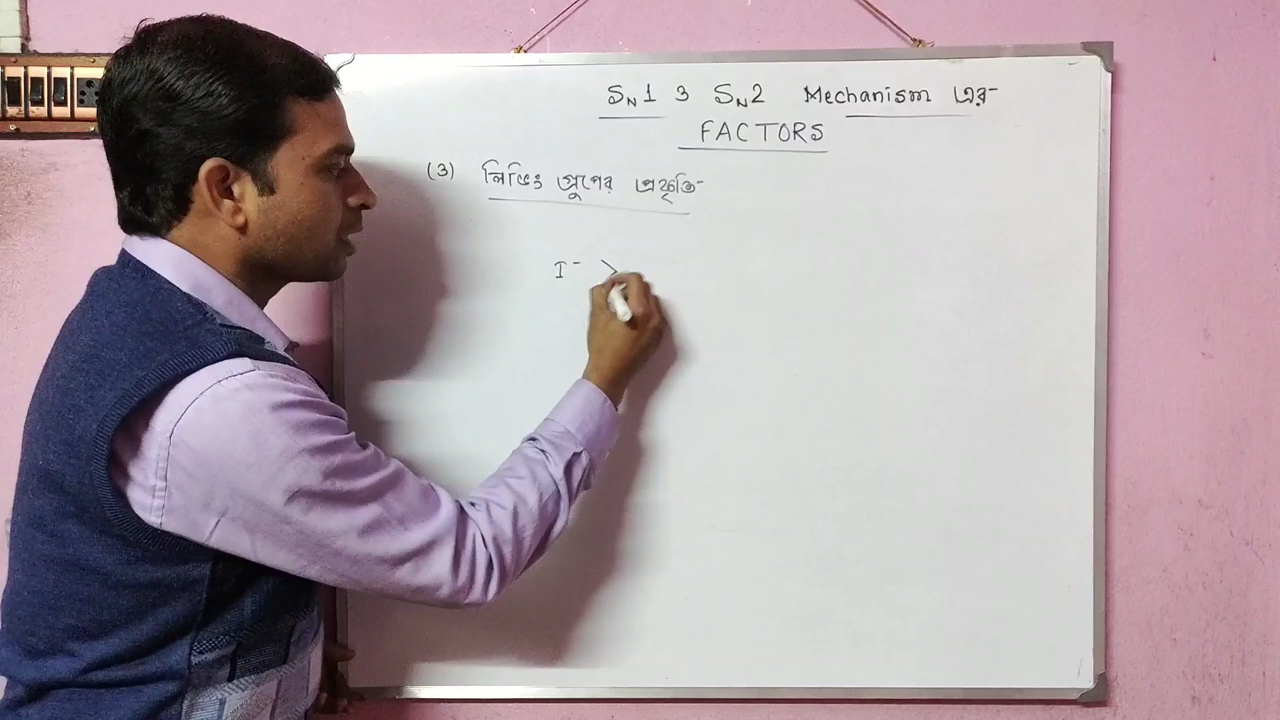 SN1 ও SN2 Mechanism এর
FACTORS
(3) লিভিং গ্রুপের প্রকৃতি
I⁻ >